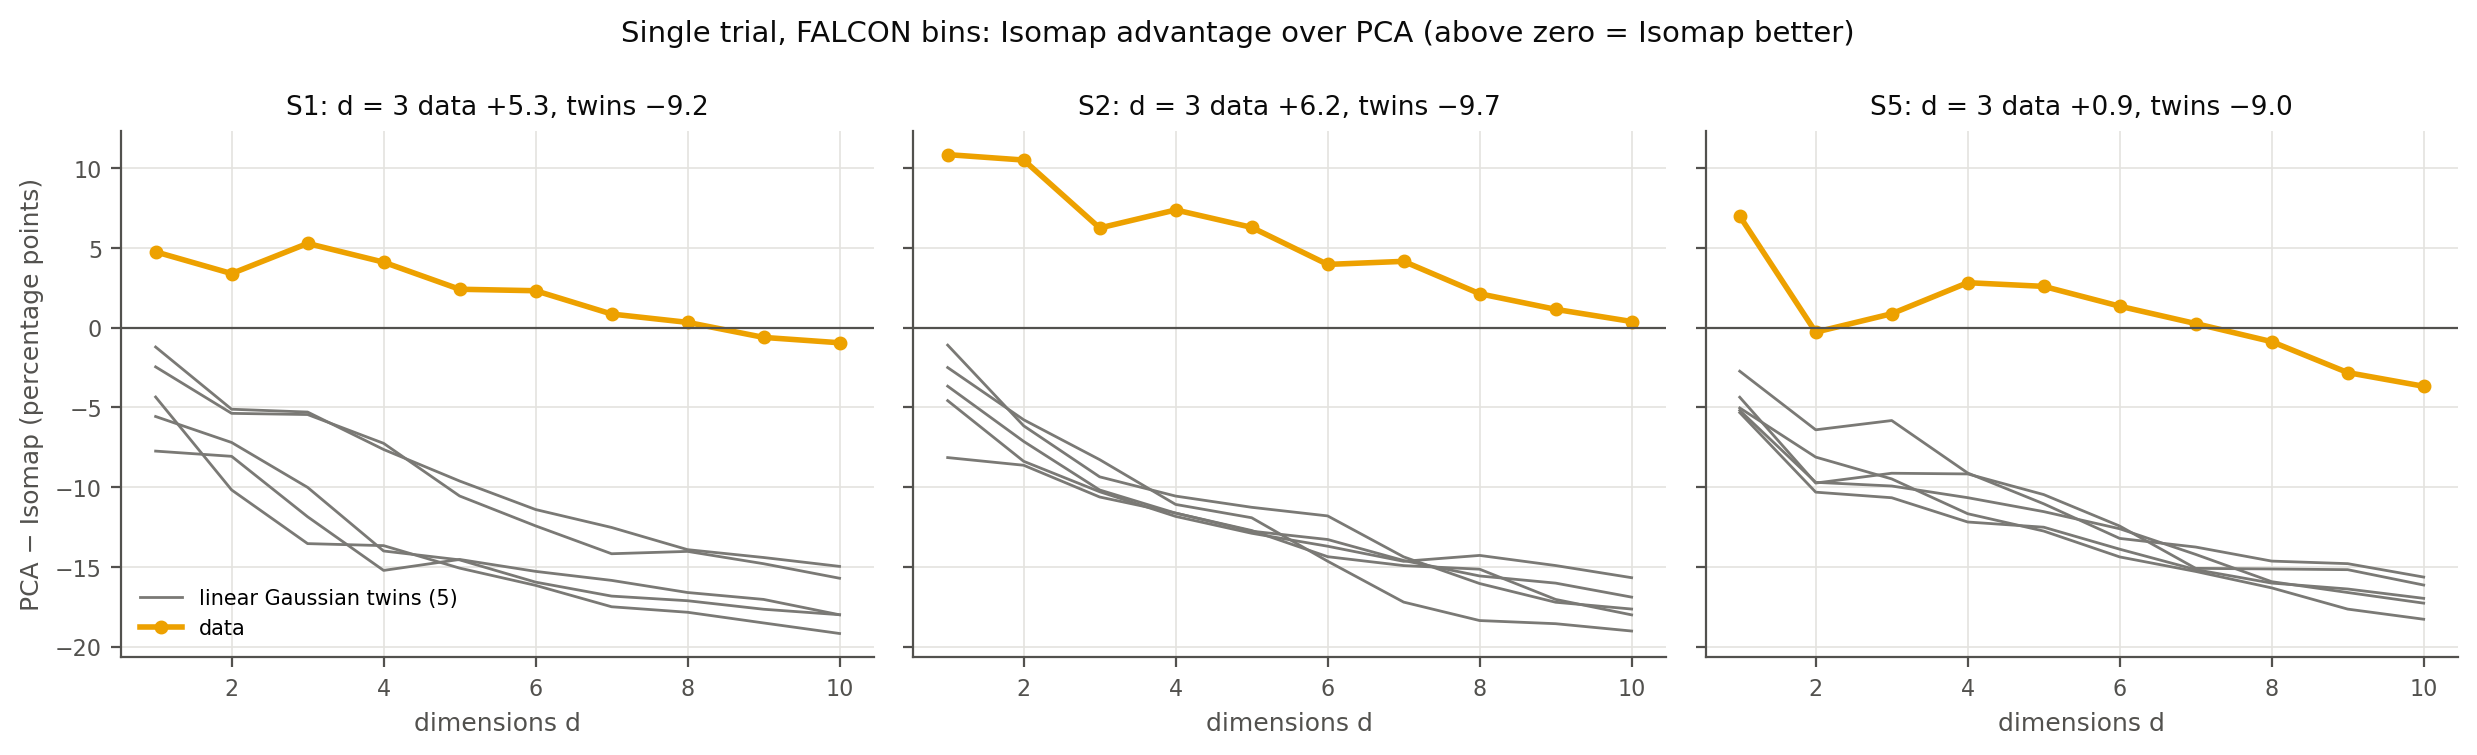 Single trial, FALCON bins: Isomap advantage over PCA (above zero = Isomap better)
S1: d = 3 data +5.3, twins −9.2
S2: d = 3 data +6.2, twins −9.7
S5: d = 3 data +0.9, twins −9.0
PCA − Isomap (percentage points)
10
5
0
−5
−10
−15
−20
linear Gaussian twins (5)
data
2 4 6 8 10
2 4 6 8 10
2 4 6 8 10
dimensions d
dimensions d
dimensions d